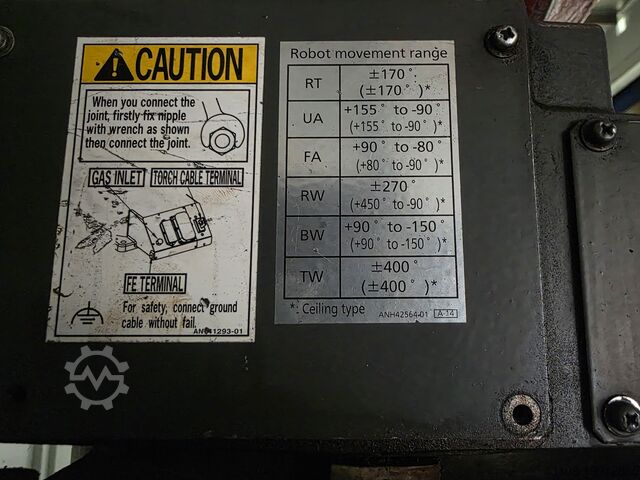 CAUTION
When you connect the
joint, firstly fix nipple
with wrench as shown
then connect the joint.
GAS INLET
TORCH CABLE TERMINAL
FE TERMINAL
For safety, connect ground
cable without fail.
AN041293-01
Robot movement range
RT ±170°
(±170°)*
UA +155° to -90°
(+155° to -90°)*
FA +90° to -80°
(+80° to -90°)*
RW ±270°
(+450° to -90°)*
BW +90° to -150°
(+90° to -150°)*
TW ±400°
(±400°)*
*: Ceiling type
ANH42564-01 A-14